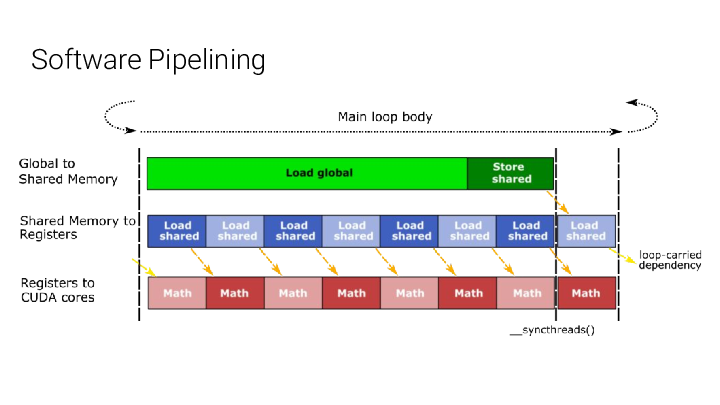 Software Pipelining
Main loop body
Global to
Shared Memory
Load global
Store
shared
Shared Memory to
Registers
Load
shared
Load
shared
Load
shared
Load
shared
Load
shared
Load
shared
Load
shared
Load
shared
loop-carried
dependency
Registers to
CUDA cores
Math
Math
Math
Math
Math
Math
Math
Math
__syncthreads()